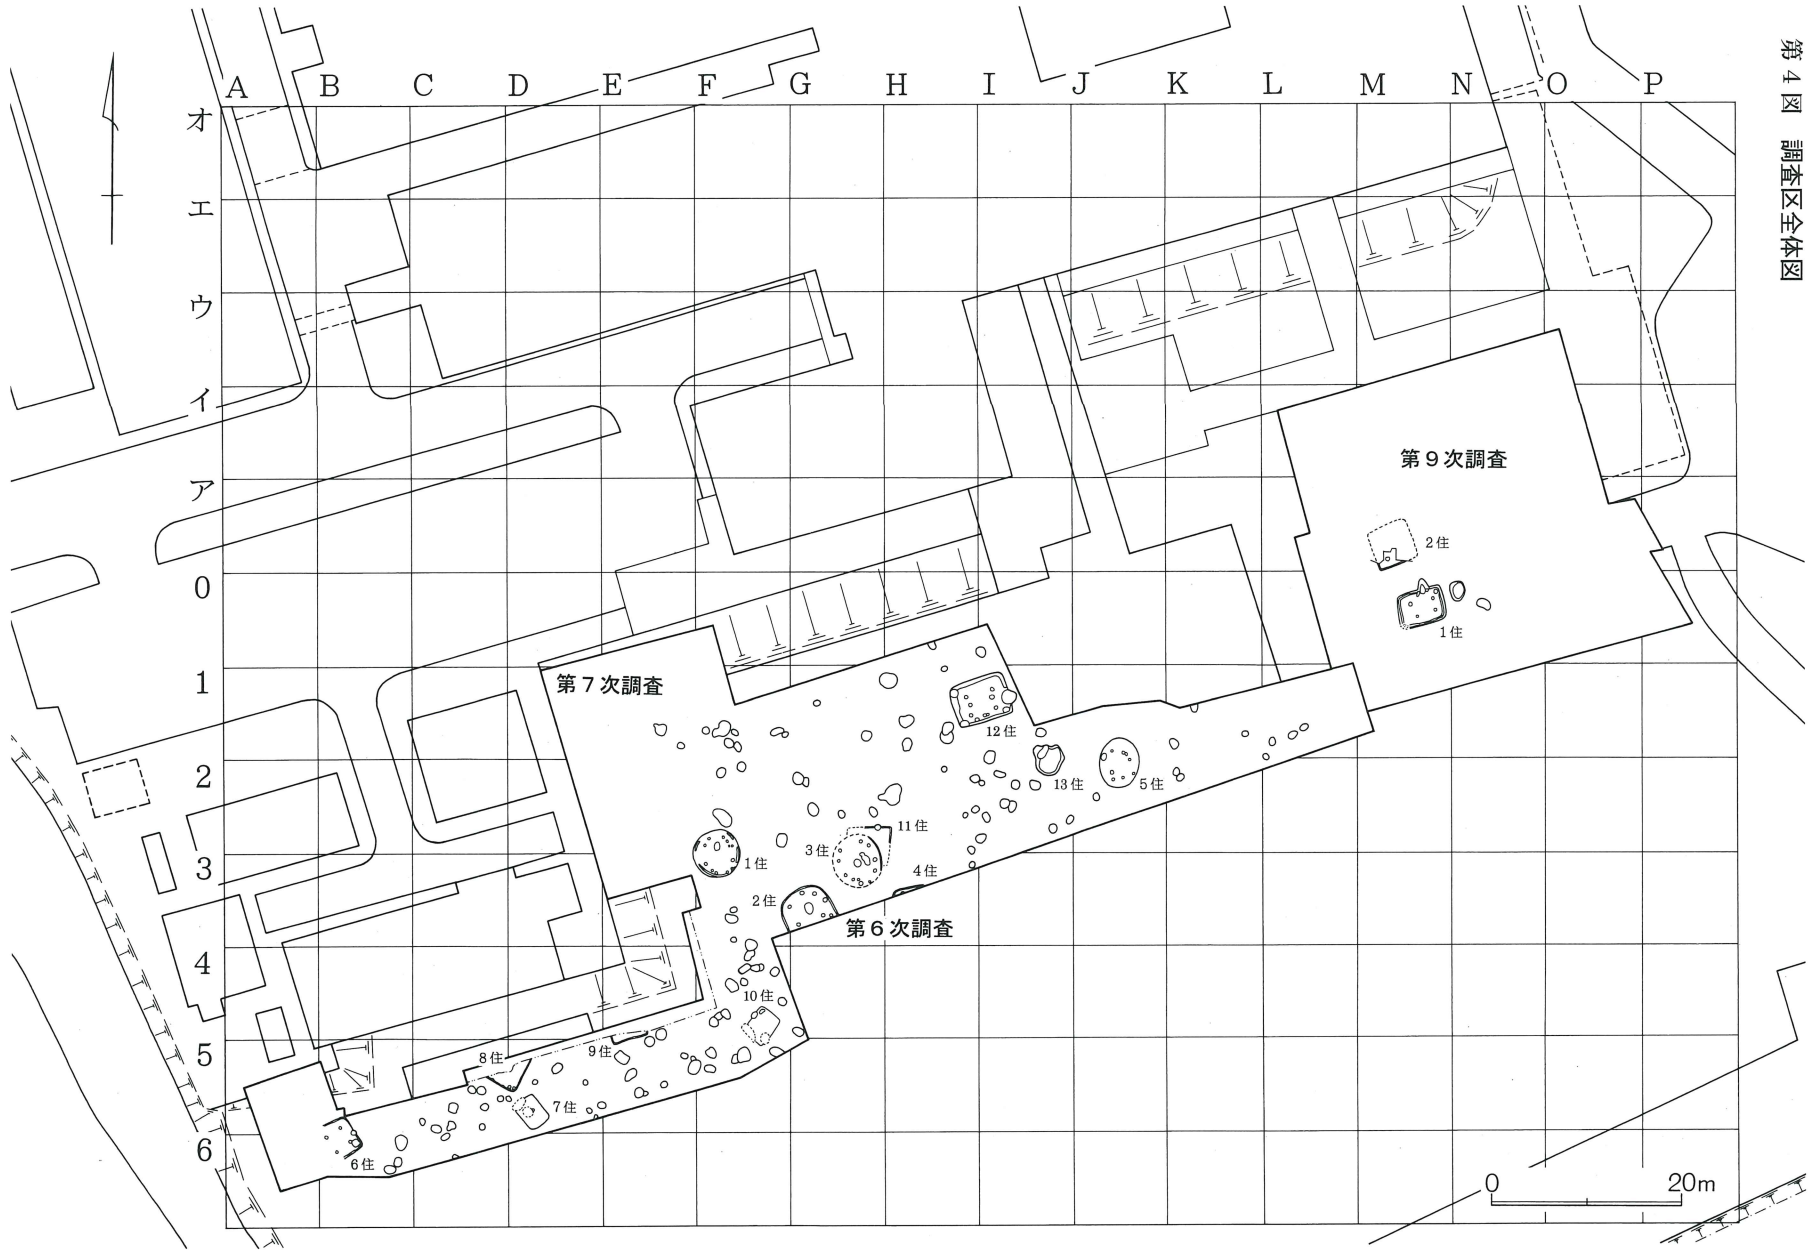 第4図 調査区全体図
A B C D E F G H I J K L M N O P
オ
エ
ウ
イ
ア
0
1
2
3
4
5
6
第9次調査
2住
1住
第7次調査
12住
13住
5住
11住
3住
1住
4住
2住
第6次調査
10住
9住
8住
7住
6住
0 20m